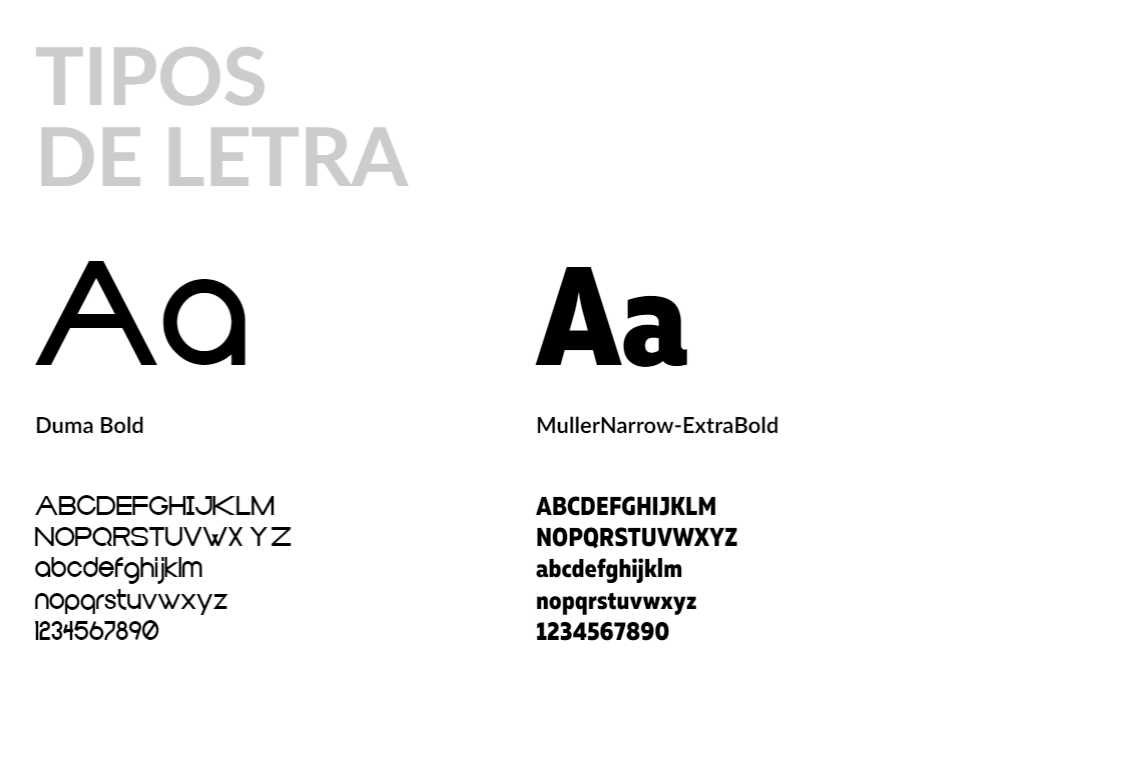 TIPOS
DE LETRA
Aa
Duma Bold
ABCDEFGHIJKLM
NOPQRSTUVWX YZ
abcdefghijklm
nopqrstuvwxyz
1234567890
Aa
MullerNarrow-ExtraBold
ABCDEFGHIJKLM
NOPQRSTUVWXYZ
abcdefghijklm
nopqrstuvwxyz
1234567890